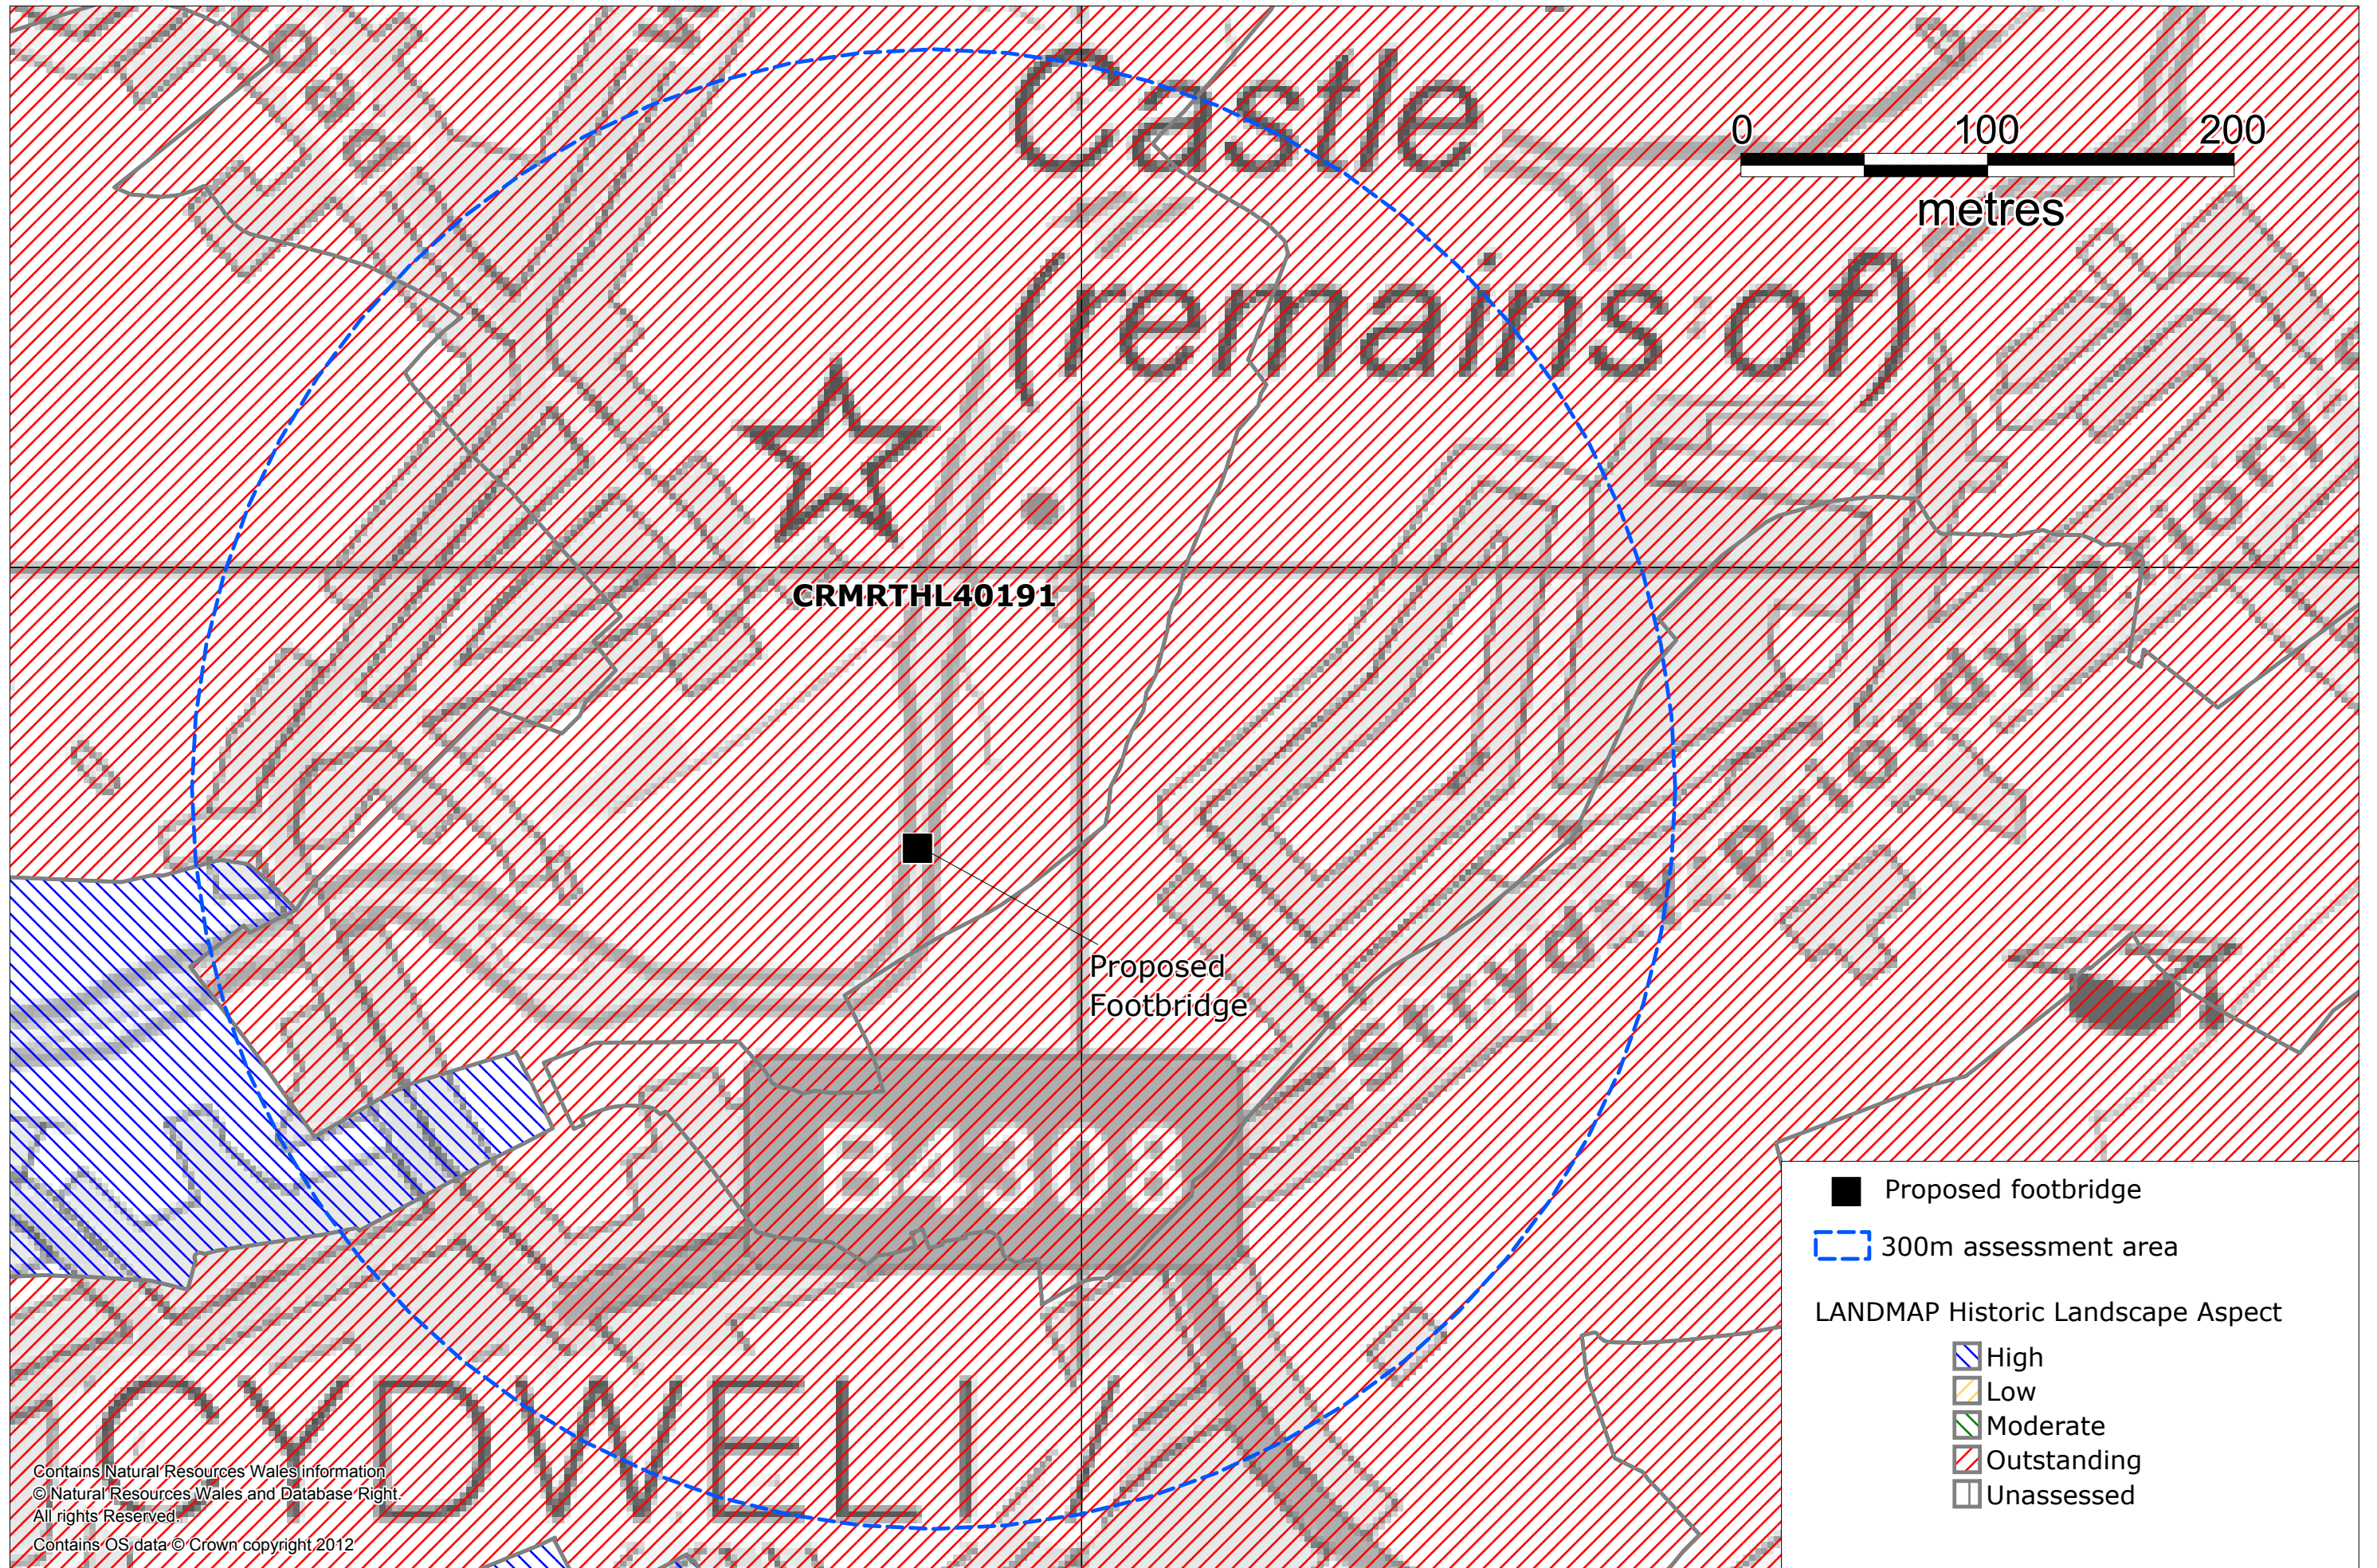 Castle
(remains of)
0 100 200
metres
CRMRTHL40191
Proposed
Footbridge
Stryd y Priordy
B4308
CYDWELI /
Proposed footbridge
300m assessment area
LANDMAP Historic Landscape Aspect
High
Low
Moderate
Outstanding
Unassessed
Contains Natural Resources Wales information
© Natural Resources Wales and Database Right.
All rights Reserved.
Contains OS data © Crown copyright 2012